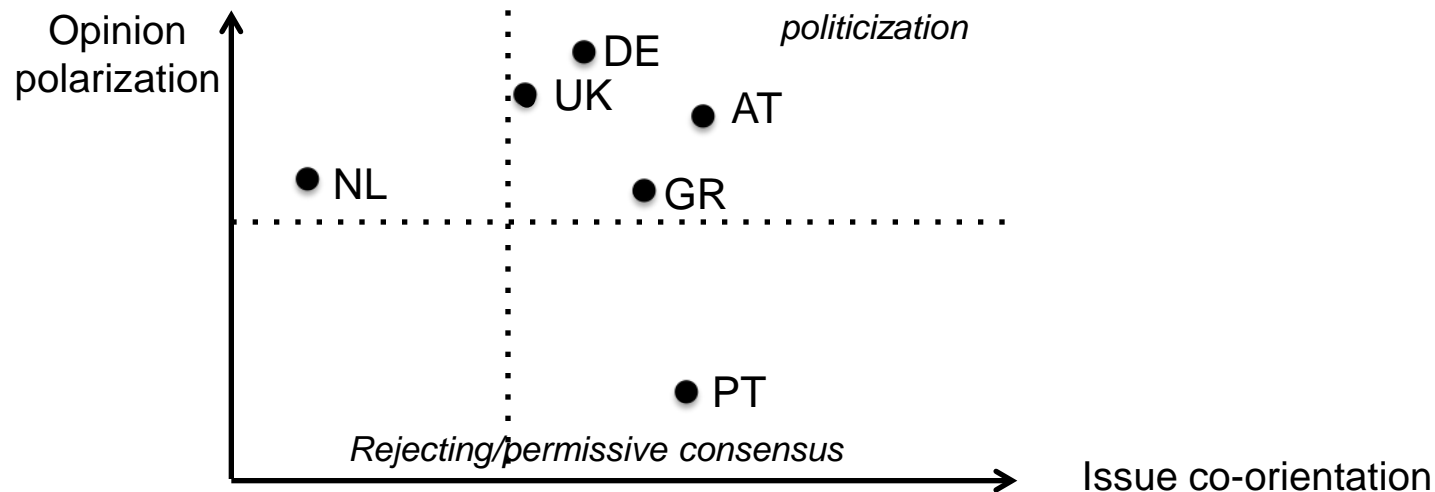 Opinion
polarization
politicization
DE
UK
AT
NL
GR
PT
Rejecting/permissive consensus
Issue co-orientation